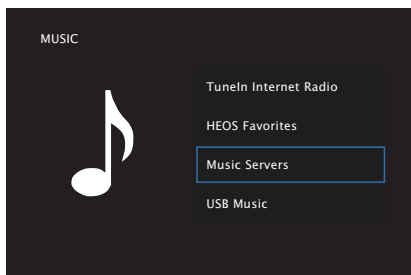 MUSIC
TuneIn Internet Radio
HEOS Favorites
Music Servers
USB Music